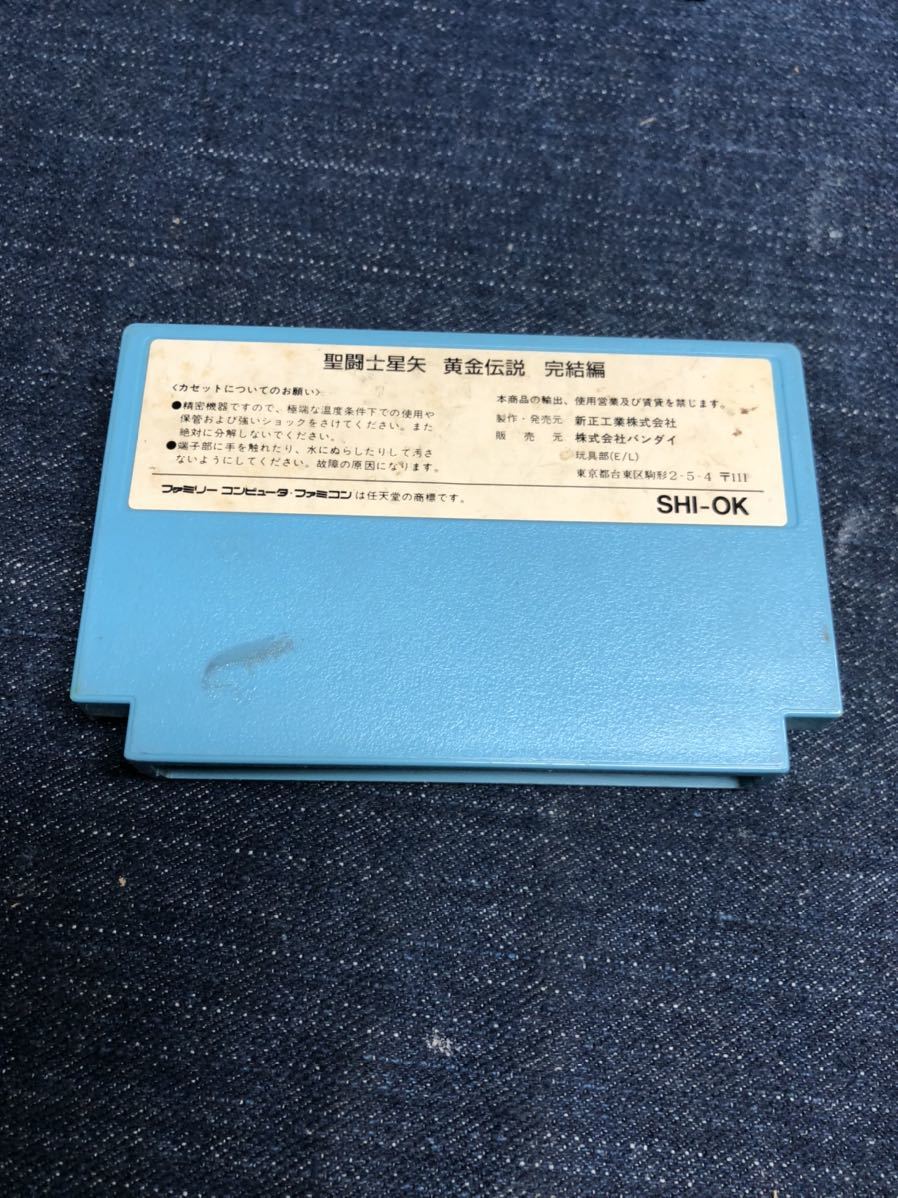 聖闘士星矢 黄金伝説 完結編
〈カセットについてのお願い〉
●精密機器ですので、極端な温度条件下での使用や
保管および強いショックをさけてください。また
絶対に分解しないでください。
●端子部に手を触れたり、水にぬらしたりして汚さ
ないようにしてください。故障の原因になります。
本商品の輸出、使用営業及び賃貸を禁じます。
製作・発売元 新正工業株式会社
販売元 株式会社バンダイ
玩具部(E/L)
東京都台東区駒形2-5-4 〒111
ファミリー コンピュータ・ファミコン は任天堂の商標です。
SHI-OK